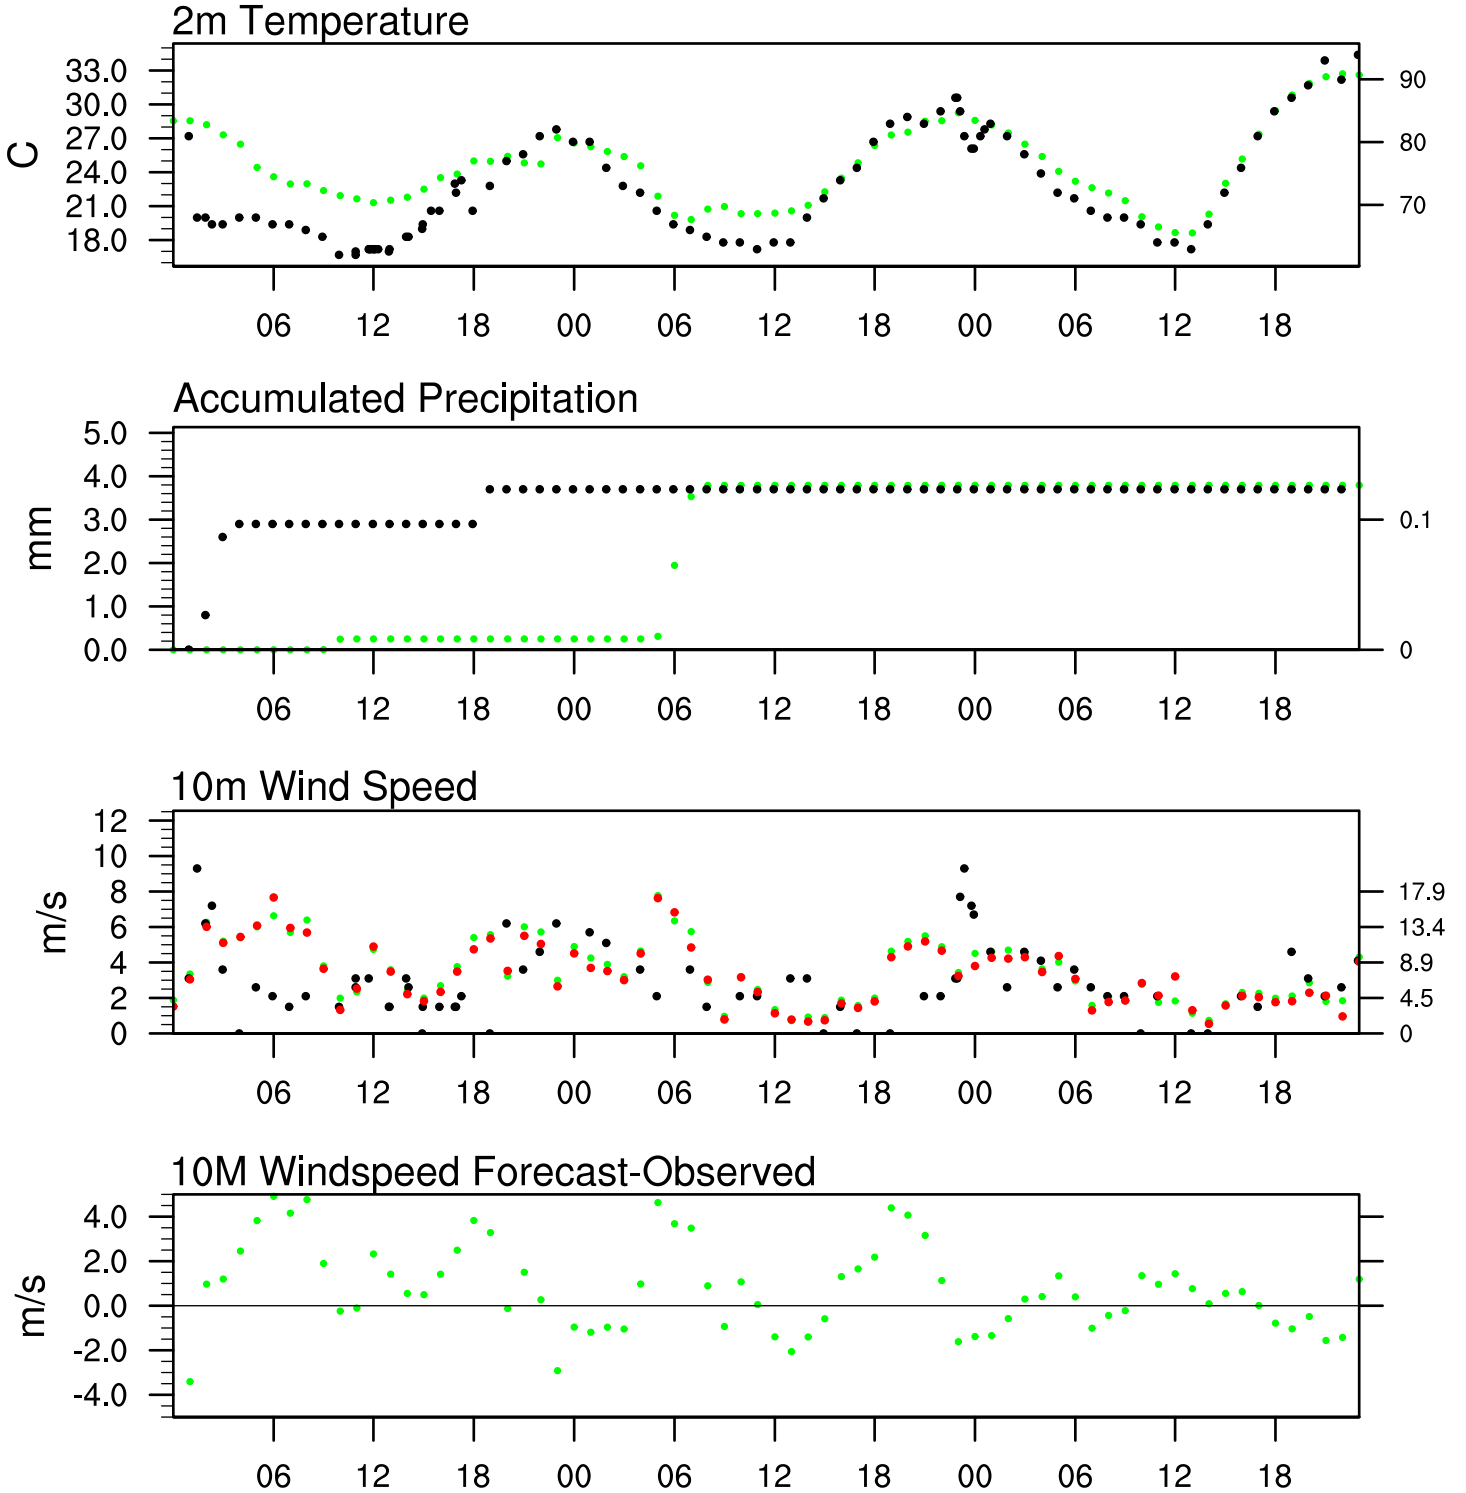 2m Temperature
33.0
30.0
27.0
24.0
21.0
18.0
C
90
80
70
06 12 18 00 06 12 18 00 06 12 18
Accumulated Precipitation
5.0
4.0
3.0
2.0
1.0
0.0
mm
0.1
0
06 12 18 00 06 12 18 00 06 12 18
10m Wind Speed
12
10
8
6
4
2
0
m/s
17.9
13.4
8.9
4.5
0
06 12 18 00 06 12 18 00 06 12 18
10M Windspeed Forecast-Observed
4.0
2.0
0.0
-2.0
-4.0
m/s
06 12 18 00 06 12 18 00 06 12 18